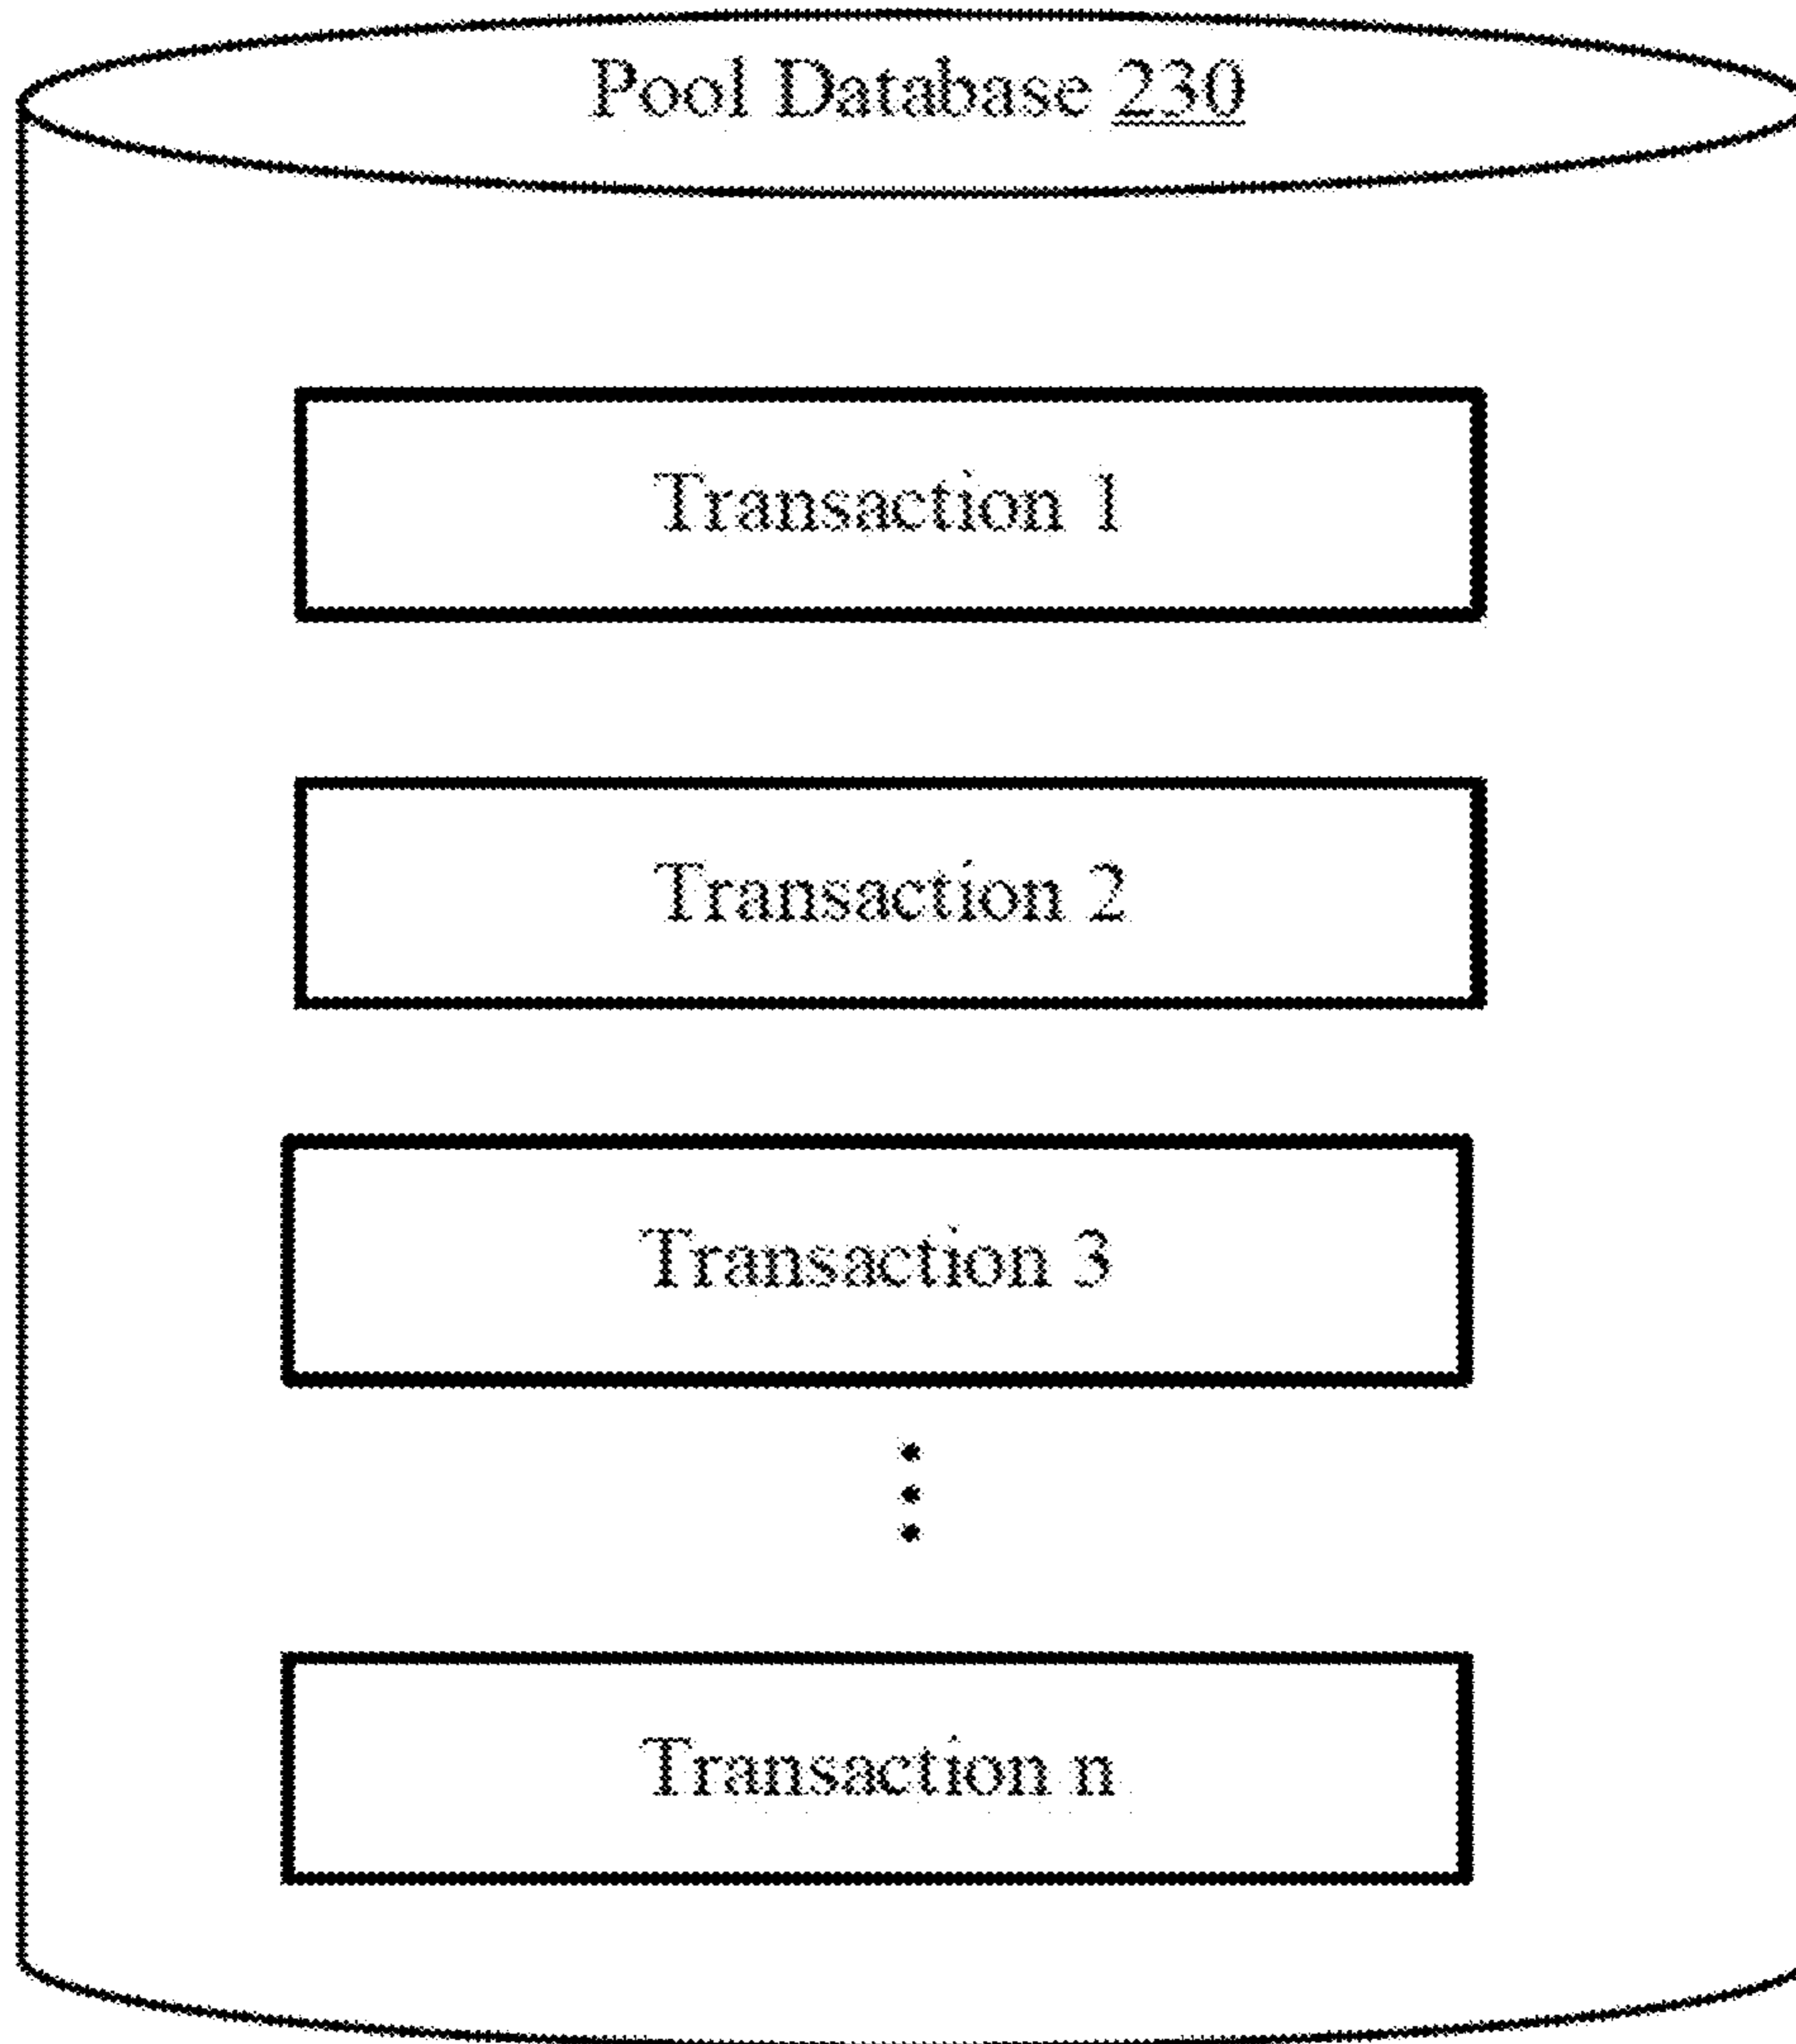 Pool Database 230
Transaction 1
Transaction 2
Transaction 3
Transaction n